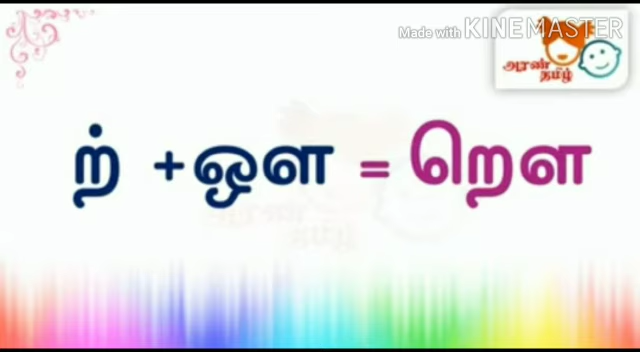 Made with KINEMASTER
அரண்
தமிழ்
ற் + ஔ = றௌ